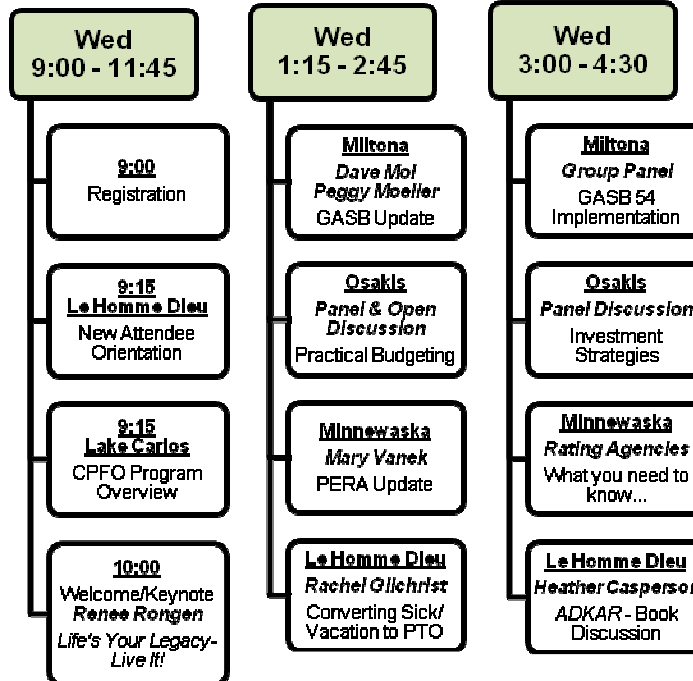 Wed
9:00 - 11:45
9:00
Registration
9:15
Le Homme Dieu
New Attendee
Orientation
9:15
Lake Carlos
CPFO Program
Overview
10:00
Welcome/Keynote
Renee Rongen
Life's Your Legacy-
Live It!
Wed
1:15 - 2:45
Miltona
Dave Mol
Peggy Moeller
GASB Update
Osakis
Panel & Open
Discussion
Practical Budgeting
Minnewaska
Mary Vanek
PERA Update
Le Homme Dieu
Rachel Gilchrist
Converting Sick/
Vacation to PTO
Wed
3:00 - 4:30
Miltona
Group Panel
GASB 54
Implementation
Osakis
Panel Discussion
Investment
Strategies
Minnewaska
Rating Agencies
What you need to
know...
Le Homme Dieu
Heather Casperson
ADKAR - Book
Discussion